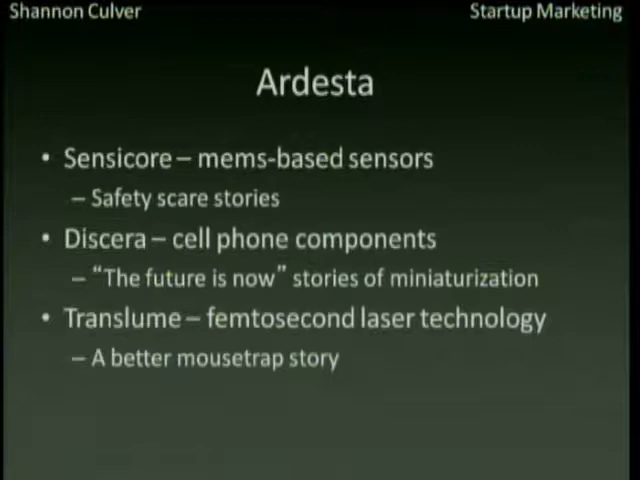 Shannon Culver
Startup Marketing
Ardesta
• Sensicore – mems-based sensors
– Safety scare stories
• Discera – cell phone components
– “The future is now” stories of miniaturization
• Translume – femtosecond laser technology
– A better mousetrap story